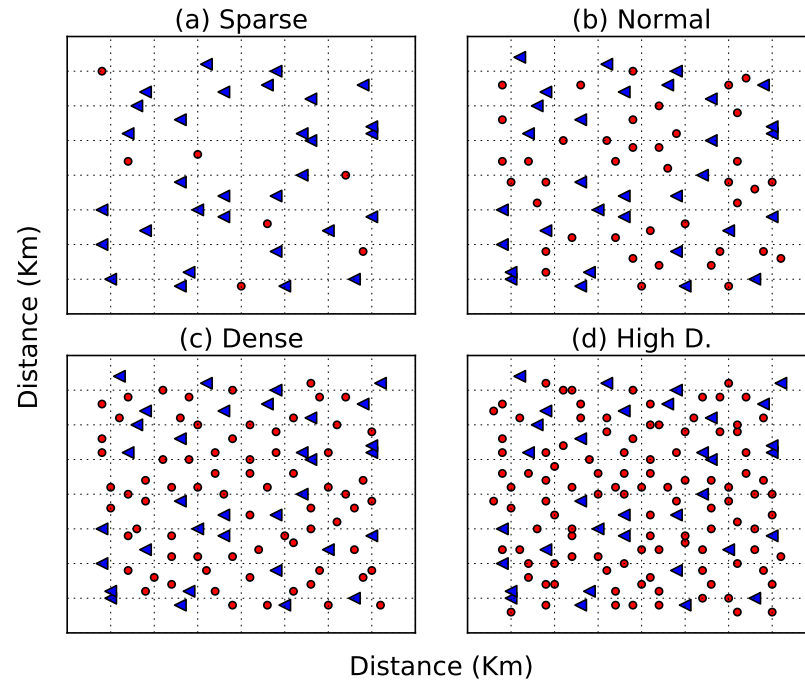 (a) Sparse
(b) Normal
(c) Dense
(d) High D.
Distance (Km)
Distance (Km)